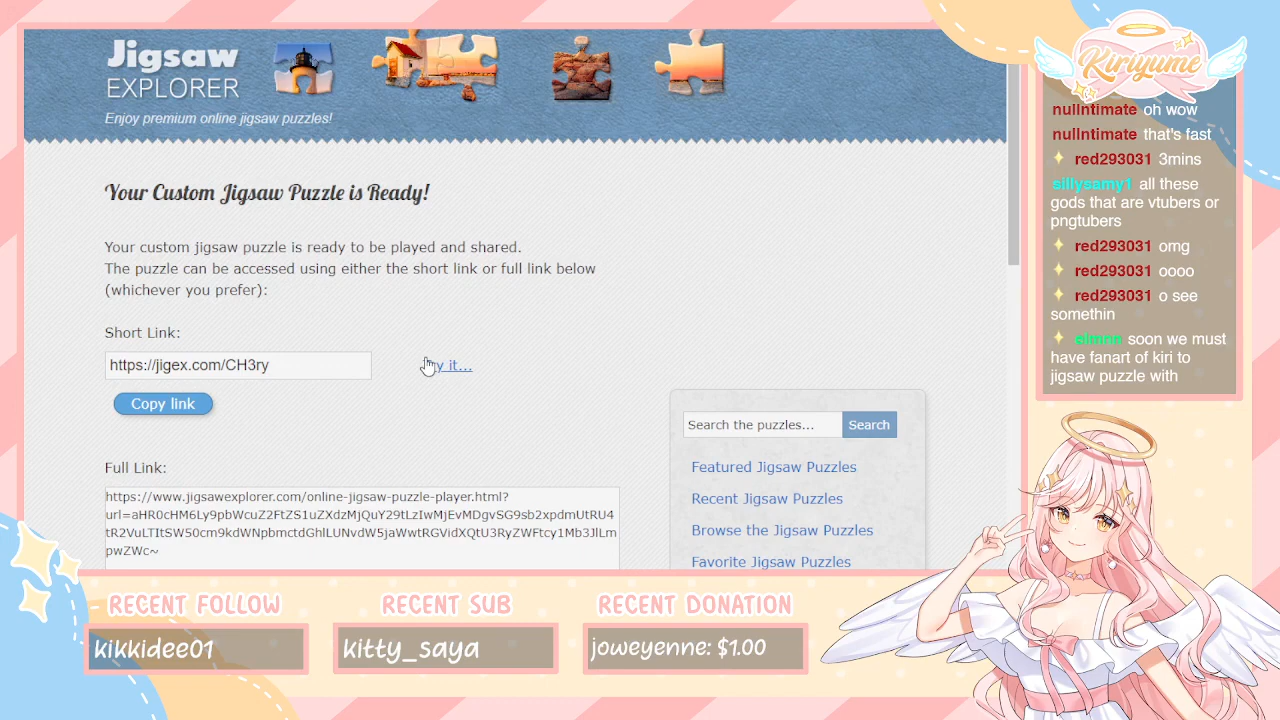 Jigsaw
EXPLORER
Enjoy premium online jigsaw puzzles!
Your Custom Jigsaw Puzzle is Ready!
Your custom jigsaw puzzle is ready to be played and shared.
The puzzle can be accessed using either the short link or full link below
(whichever you prefer):
Short Link:
https://jigex.com/CH3ry
y it...
Copy link
Full Link:
https://www.jigsawexplorer.com/online-jigsaw-puzzle-player.html?
url=aHR0cHM6Ly9pbWcuZ2FtZS1uZXdzMjQuY29tLzIwMjEvMDgvSG9sb2xpdmUtRU4
tR2VuLTItSW50cm9kdWNpbmctdGhlLUNvdW5jaWwtRGVidXQtU3RyZWFtcy1Mb3JlLm
pwZWc~
Search the puzzles...
Search
Featured Jigsaw Puzzles
Recent Jigsaw Puzzles
Browse the Jigsaw Puzzles
Favorite Jigsaw Puzzles
Kiriyume
nullntimate oh wow
nullntimate that's fast
red293031 3mins
sillysamy1 all these
gods that are vtubers or
pngtubers
red293031 omg
red293031 oooo
red293031 o see
somethin
soon we must
have fanart of kiri to
jigsaw puzzle with
RECENT FOLLOW
kikkidee01
RECENT SUB
kitty_saya
RECENT DONATION
joweyenne: $1.00